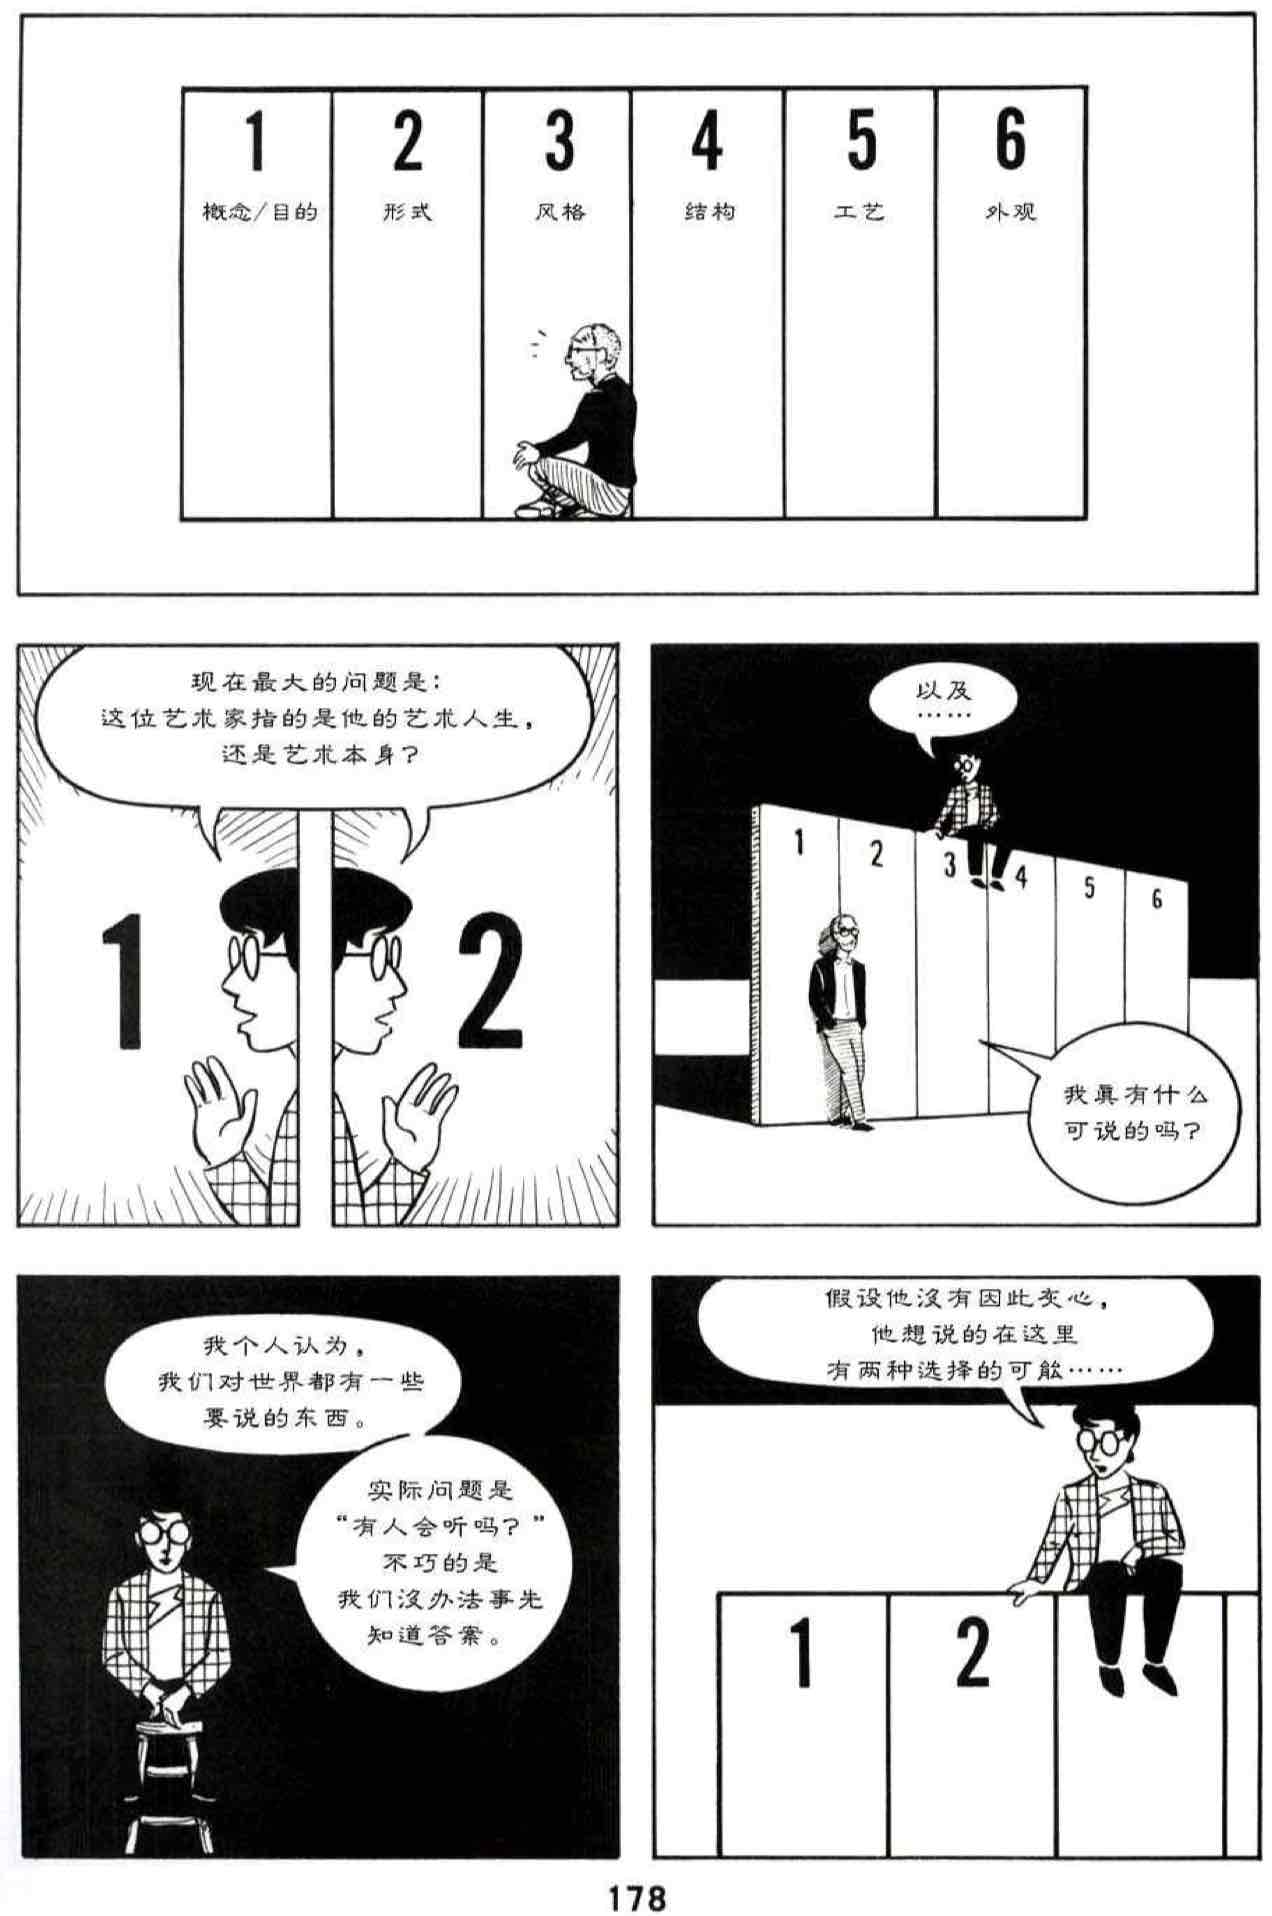 1 2 3 4 5 6
概念/目的 形式 风格 结构 工艺 外观
现在最大的问题是：
这位艺术家指的是他的艺术人生，
还是艺术本身？
1 2
以及
……
1 2 3 4 5 6
我真有什么
可说的吗？
我个人认为，
我们对世界都有一些
要说的东西。
实际问题是
“有人会听吗？”
不巧的是
我们没办法事先
知道答案。
假设他没有因此变心，
他想说的在这里
有两种选择的可能……
1 2
178